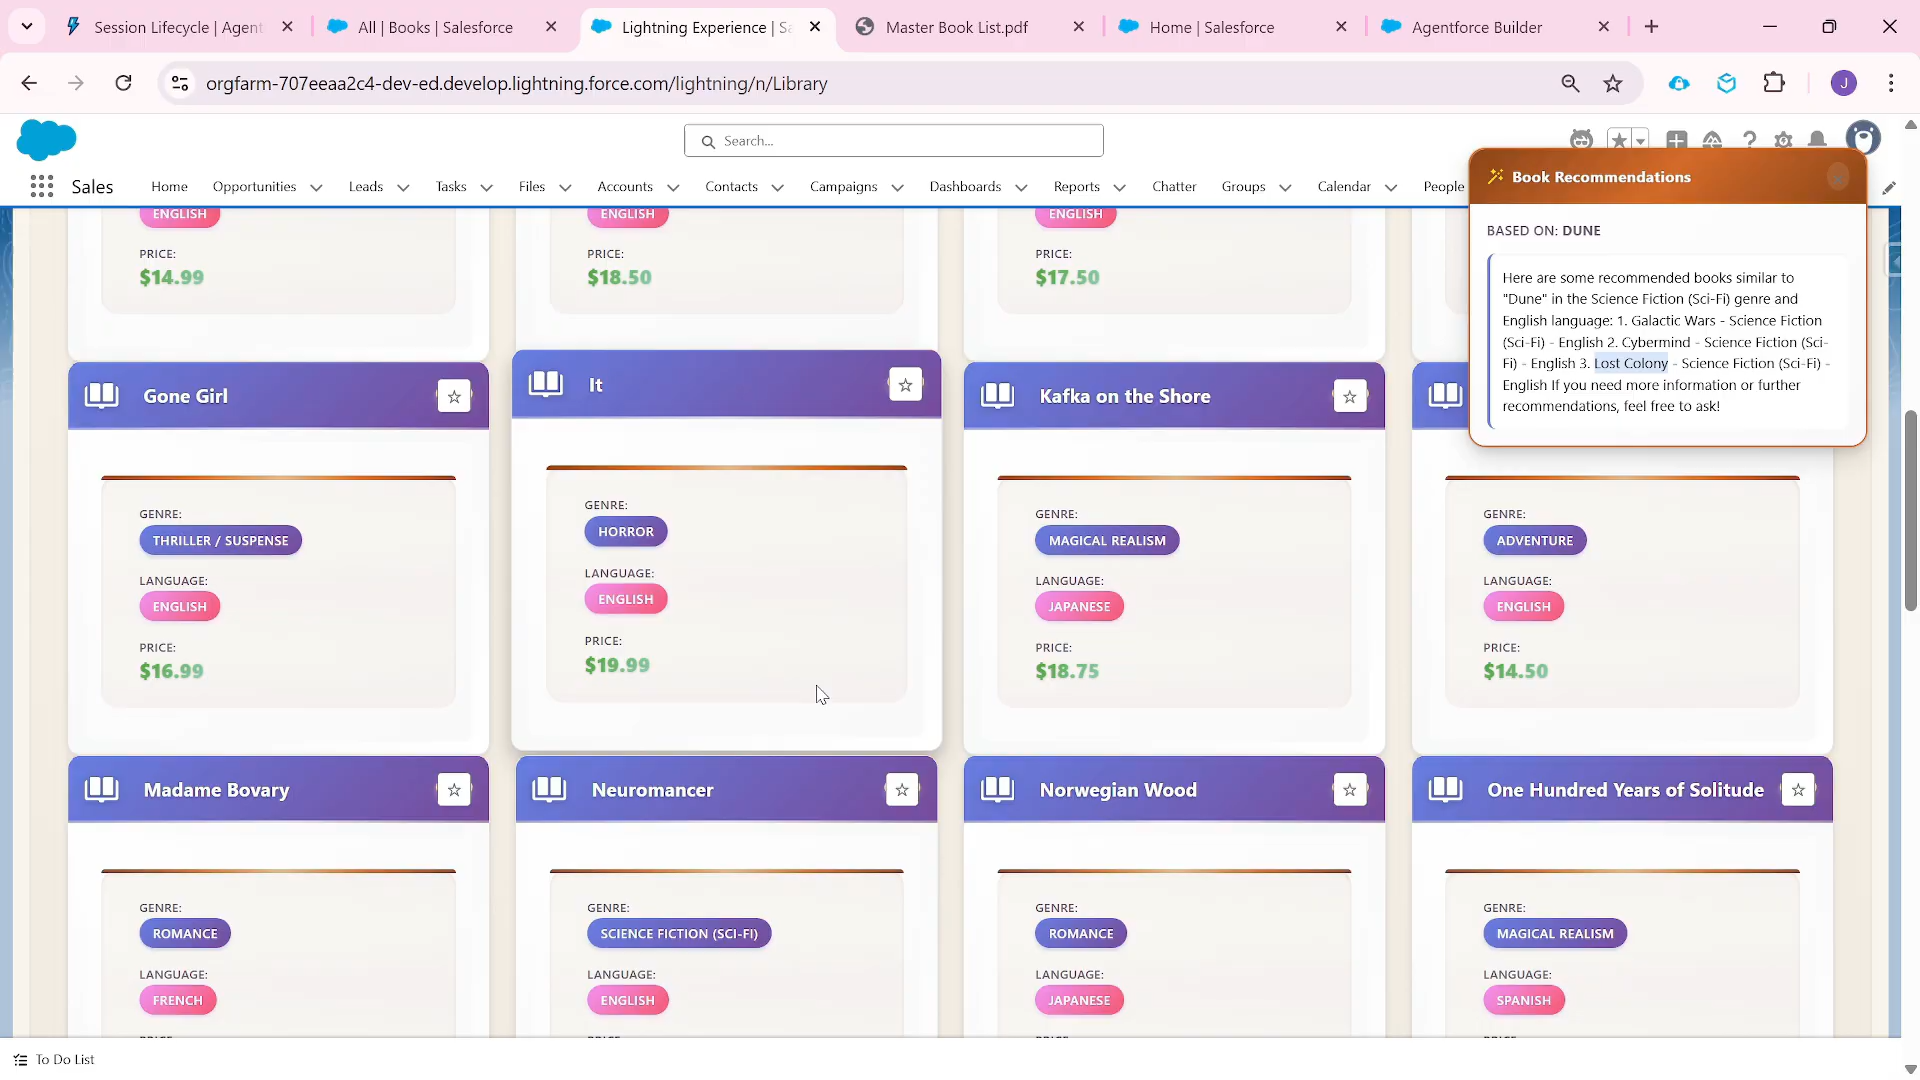 Session Lifecycle | Agent
All | Books | Salesforce
Lightning Experience | Sa
Master Book List.pdf
Home | Salesforce
Agentforce Builder
orgfarm-707eeaa2c4-dev-ed.develop.lightning.force.com/lightning/n/Library
J
Search...
Sales
Home
Opportunities
Leads
Tasks
Files
Accounts
Contacts
Campaigns
Dashboards
Reports
Chatter
Groups
Calendar
People
Book Recommendations
BASED ON: DUNE
Here are some recommended books similar to
"Dune" in the Science Fiction (Sci-Fi) genre and
English language: 1. Galactic Wars - Science Fiction
(Sci-Fi) - English 2. Cybermind - Science Fiction (Sci-
Fi) - English 3. Lost Colony - Science Fiction (Sci-Fi) -
English If you need more information or further
recommendations, feel free to ask!
ENGLISH
PRICE:
$14.99
ENGLISH
PRICE:
$18.50
ENGLISH
PRICE:
$17.50
Gone Girl
GENRE:
THRILLER / SUSPENSE
LANGUAGE:
ENGLISH
PRICE:
$16.99
It
GENRE:
HORROR
LANGUAGE:
ENGLISH
PRICE:
$19.99
Kafka on the Shore
GENRE:
MAGICAL REALISM
LANGUAGE:
JAPANESE
PRICE:
$18.75
GENRE:
ADVENTURE
LANGUAGE:
ENGLISH
PRICE:
$14.50
Madame Bovary
GENRE:
ROMANCE
LANGUAGE:
FRENCH
Neuromancer
GENRE:
SCIENCE FICTION (SCI-FI)
LANGUAGE:
ENGLISH
Norwegian Wood
GENRE:
ROMANCE
LANGUAGE:
JAPANESE
One Hundred Years of Solitude
GENRE:
MAGICAL REALISM
LANGUAGE:
SPANISH
To Do List